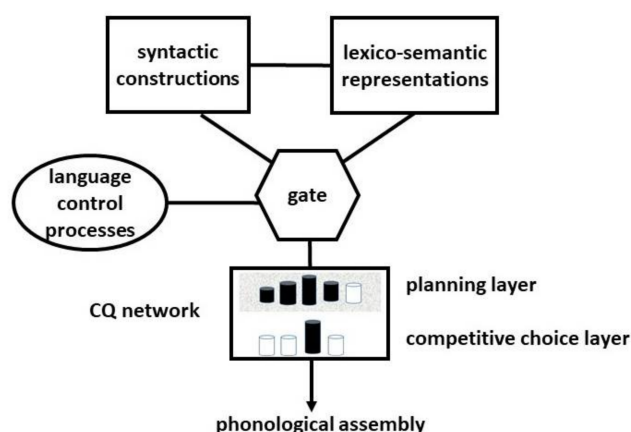 syntactic
constructions
lexico-semantic
representations
language
control
processes
gate
CQ network
planning layer
competitive choice layer
phonological assembly